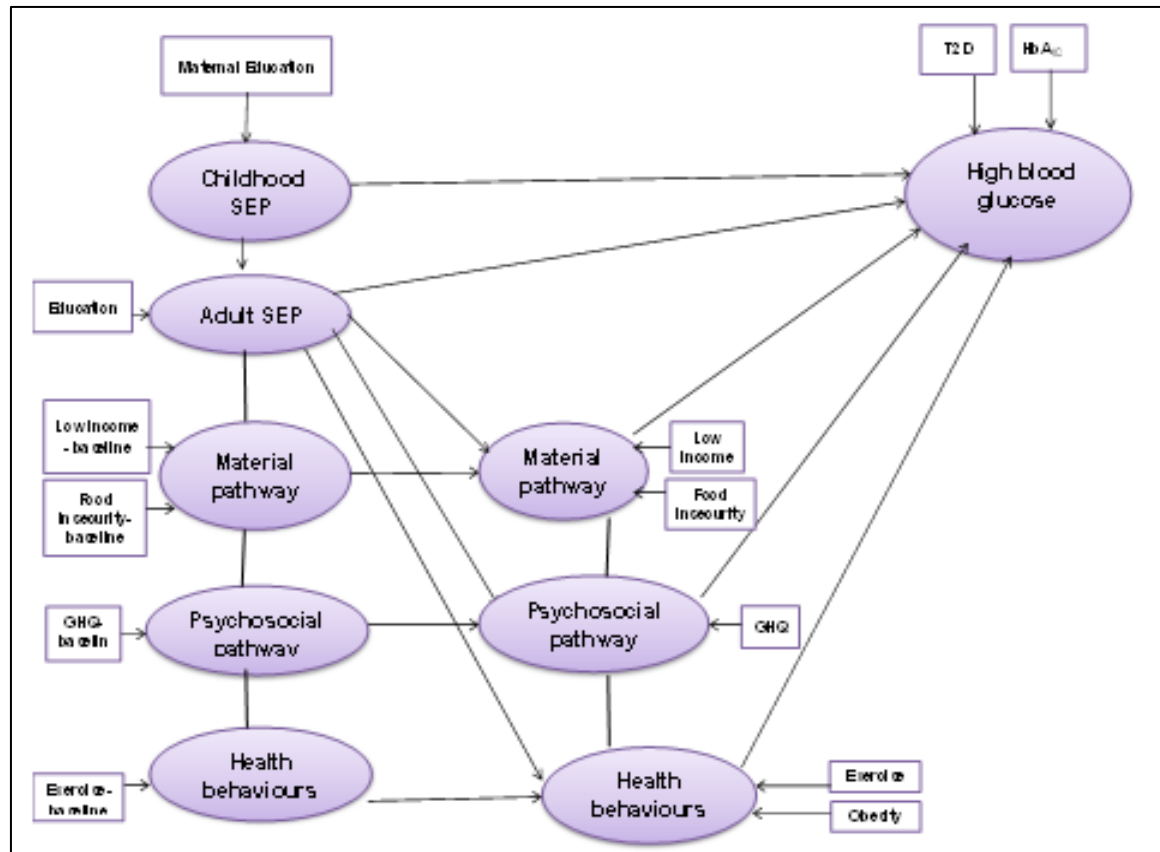 Maternal Education
T2D
HbA1C
Childhood
SEP
High blood
glucose
Education
Adult SEP
Low Income
- baseline
Material
pathway
Food
Insecurity-
baseline
Material
pathway
Low
Income
Food
Insecurity
GHQ-
baselin
Psychosocial
pathway
Psychosocial
pathway
GHQ
Health
behaviours
Exercise-
baseline
Health
behaviours
Exercise
Obesity